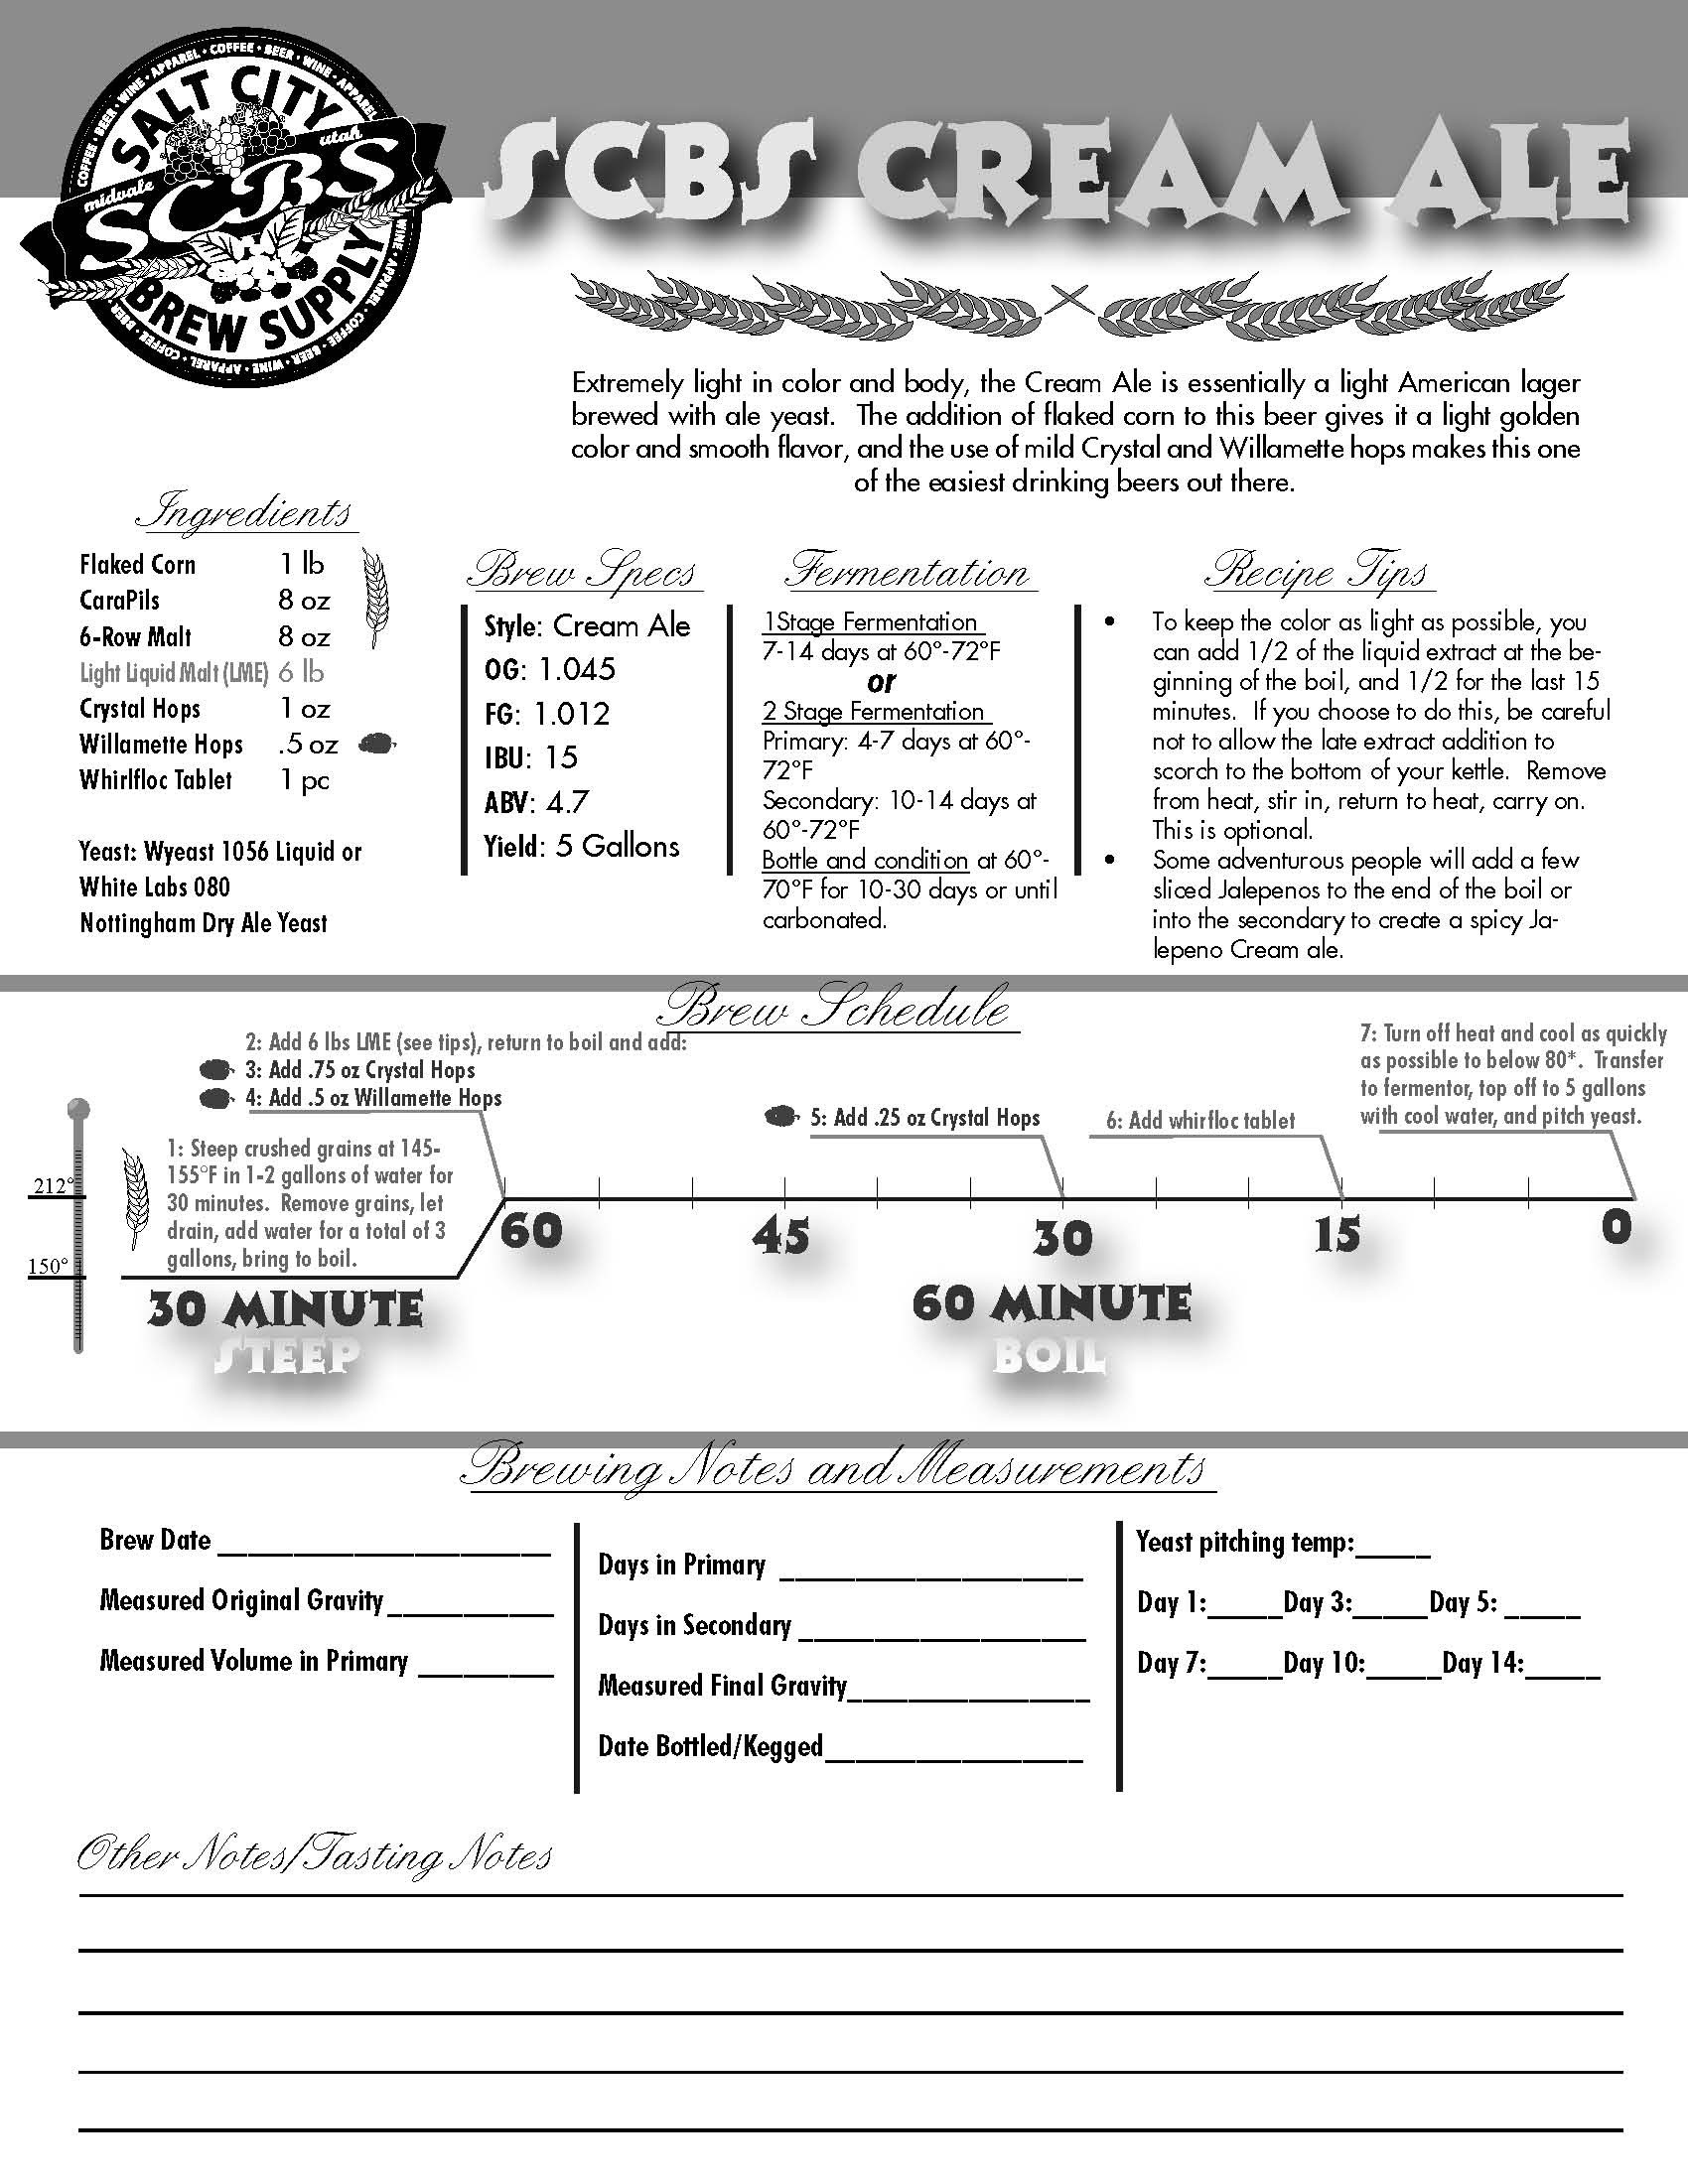 COFFEE • BEER • WINE • APPAREL • COFFEE • BEER • WINE • APPAREL
SALT CITY
midvale
utah
SCBS
BREW SUPPLY
SCBS CREAM ALE
Extremely light in color and body, the Cream Ale is essentially a light American lager
brewed with ale yeast.  The addition of flaked corn to this beer gives it a light golden
color and smooth flavor, and the use of mild Crystal and Willamette hops makes this one
of the easiest drinking beers out there.
Ingredients
Flaked Corn 1 lb
CaraPils 8 oz
6-Row Malt 8 oz
Light Liquid Malt (LME) 6 lb
Crystal Hops 1 oz
Willamette Hops .5 oz
Whirlfloc Tablet 1 pc
Yeast: Wyeast 1056 Liquid or
White Labs 080
Nottingham Dry Ale Yeast
Brew Specs
Style: Cream Ale
OG: 1.045
FG: 1.012
IBU: 15
ABV: 4.7
Yield: 5 Gallons
Fermentation
1Stage Fermentation
7-14 days at 60°-72°F
or
2 Stage Fermentation
Primary: 4-7 days at 60°-
72°F
Secondary: 10-14 days at
60°-72°F
Bottle and condition at 60°-
70°F for 10-30 days or until
carbonated.
Recipe Tips
• To keep the color as light as possible, you
can add 1/2 of the liquid extract at the be-
ginning of the boil, and 1/2 for the last 15
minutes.  If you choose to do this, be careful
not to allow the late extract addition to
scorch to the bottom of your kettle.  Remove
from heat, stir in, return to heat, carry on.
This is optional.
• Some adventurous people will add a few
sliced Jalepenos to the end of the boil or
into the secondary to create a spicy Ja-
lepeno Cream ale.
Brew Schedule
2: Add 6 lbs LME (see tips), return to boil and add:
3: Add .75 oz Crystal Hops
4: Add .5 oz Willamette Hops
1: Steep crushed grains at 145-
155°F in 1-2 gallons of water for
30 minutes.  Remove grains, let
drain, add water for a total of 3
gallons, bring to boil.
212°
150°
5: Add .25 oz Crystal Hops
6: Add whirfloc tablet
7: Turn off heat and cool as quickly
as possible to below 80*.  Transfer
to fermentor, top off to 5 gallons
with cool water, and pitch yeast.
60 45 30 15 0
30 MINUTE
STEEP
60 MINUTE
BOIL
Brewing Notes and Measurements
Brew Date ______________________
Measured Original Gravity___________
Measured Volume in Primary _________
Days in Primary ____________________
Days in Secondary ___________________
Measured Final Gravity________________
Date Bottled/Kegged_________________
Yeast pitching temp:_____
Day 1:_____Day 3:_____Day 5: _____
Day 7:_____Day 10:_____Day 14:_____
Other Notes/Tasting Notes